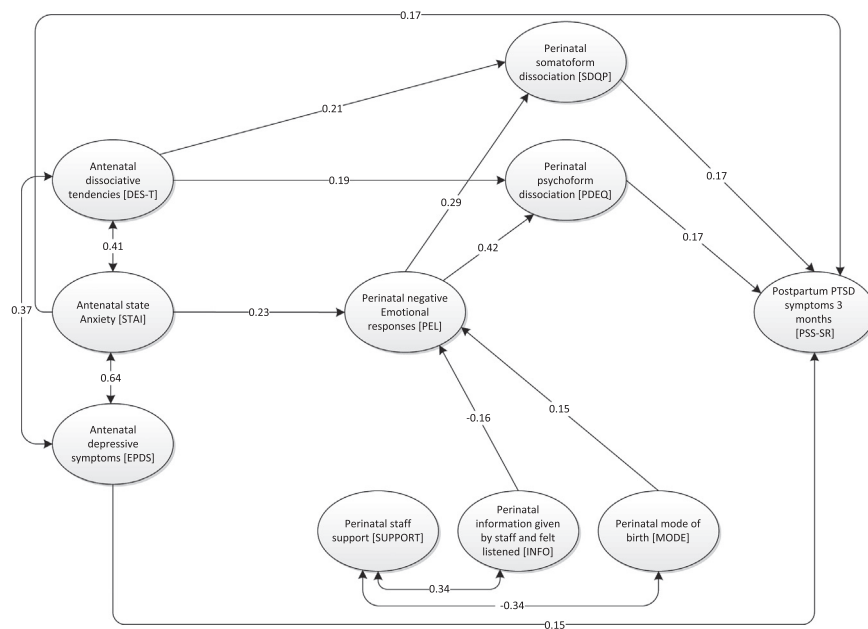 0.17
Perinatal
somatoform
dissociation [SDQP]
0.21
Antenatal
dissociative
tendencies [DES-T]
0.19
Perinatal
psychoform
dissociation [PDEQ]
0.17
0.29
0.17
0.41
0.42
Antenatal state
Anxiety [STAI]
0.37
0.23
Perinatal negative
Emotional
responses [PEL]
Postpartum PTSD
symptoms 3
months
[PSS-SR]
0.64
-0.16
0.15
Antenatal
depressive
symptoms [EPDS]
Perinatal staff
support [SUPPORT]
Perinatal
information given
by staff and felt
listened [INFO]
Perinatal mode of
birth [MODE]
0.34
-0.34
0.15